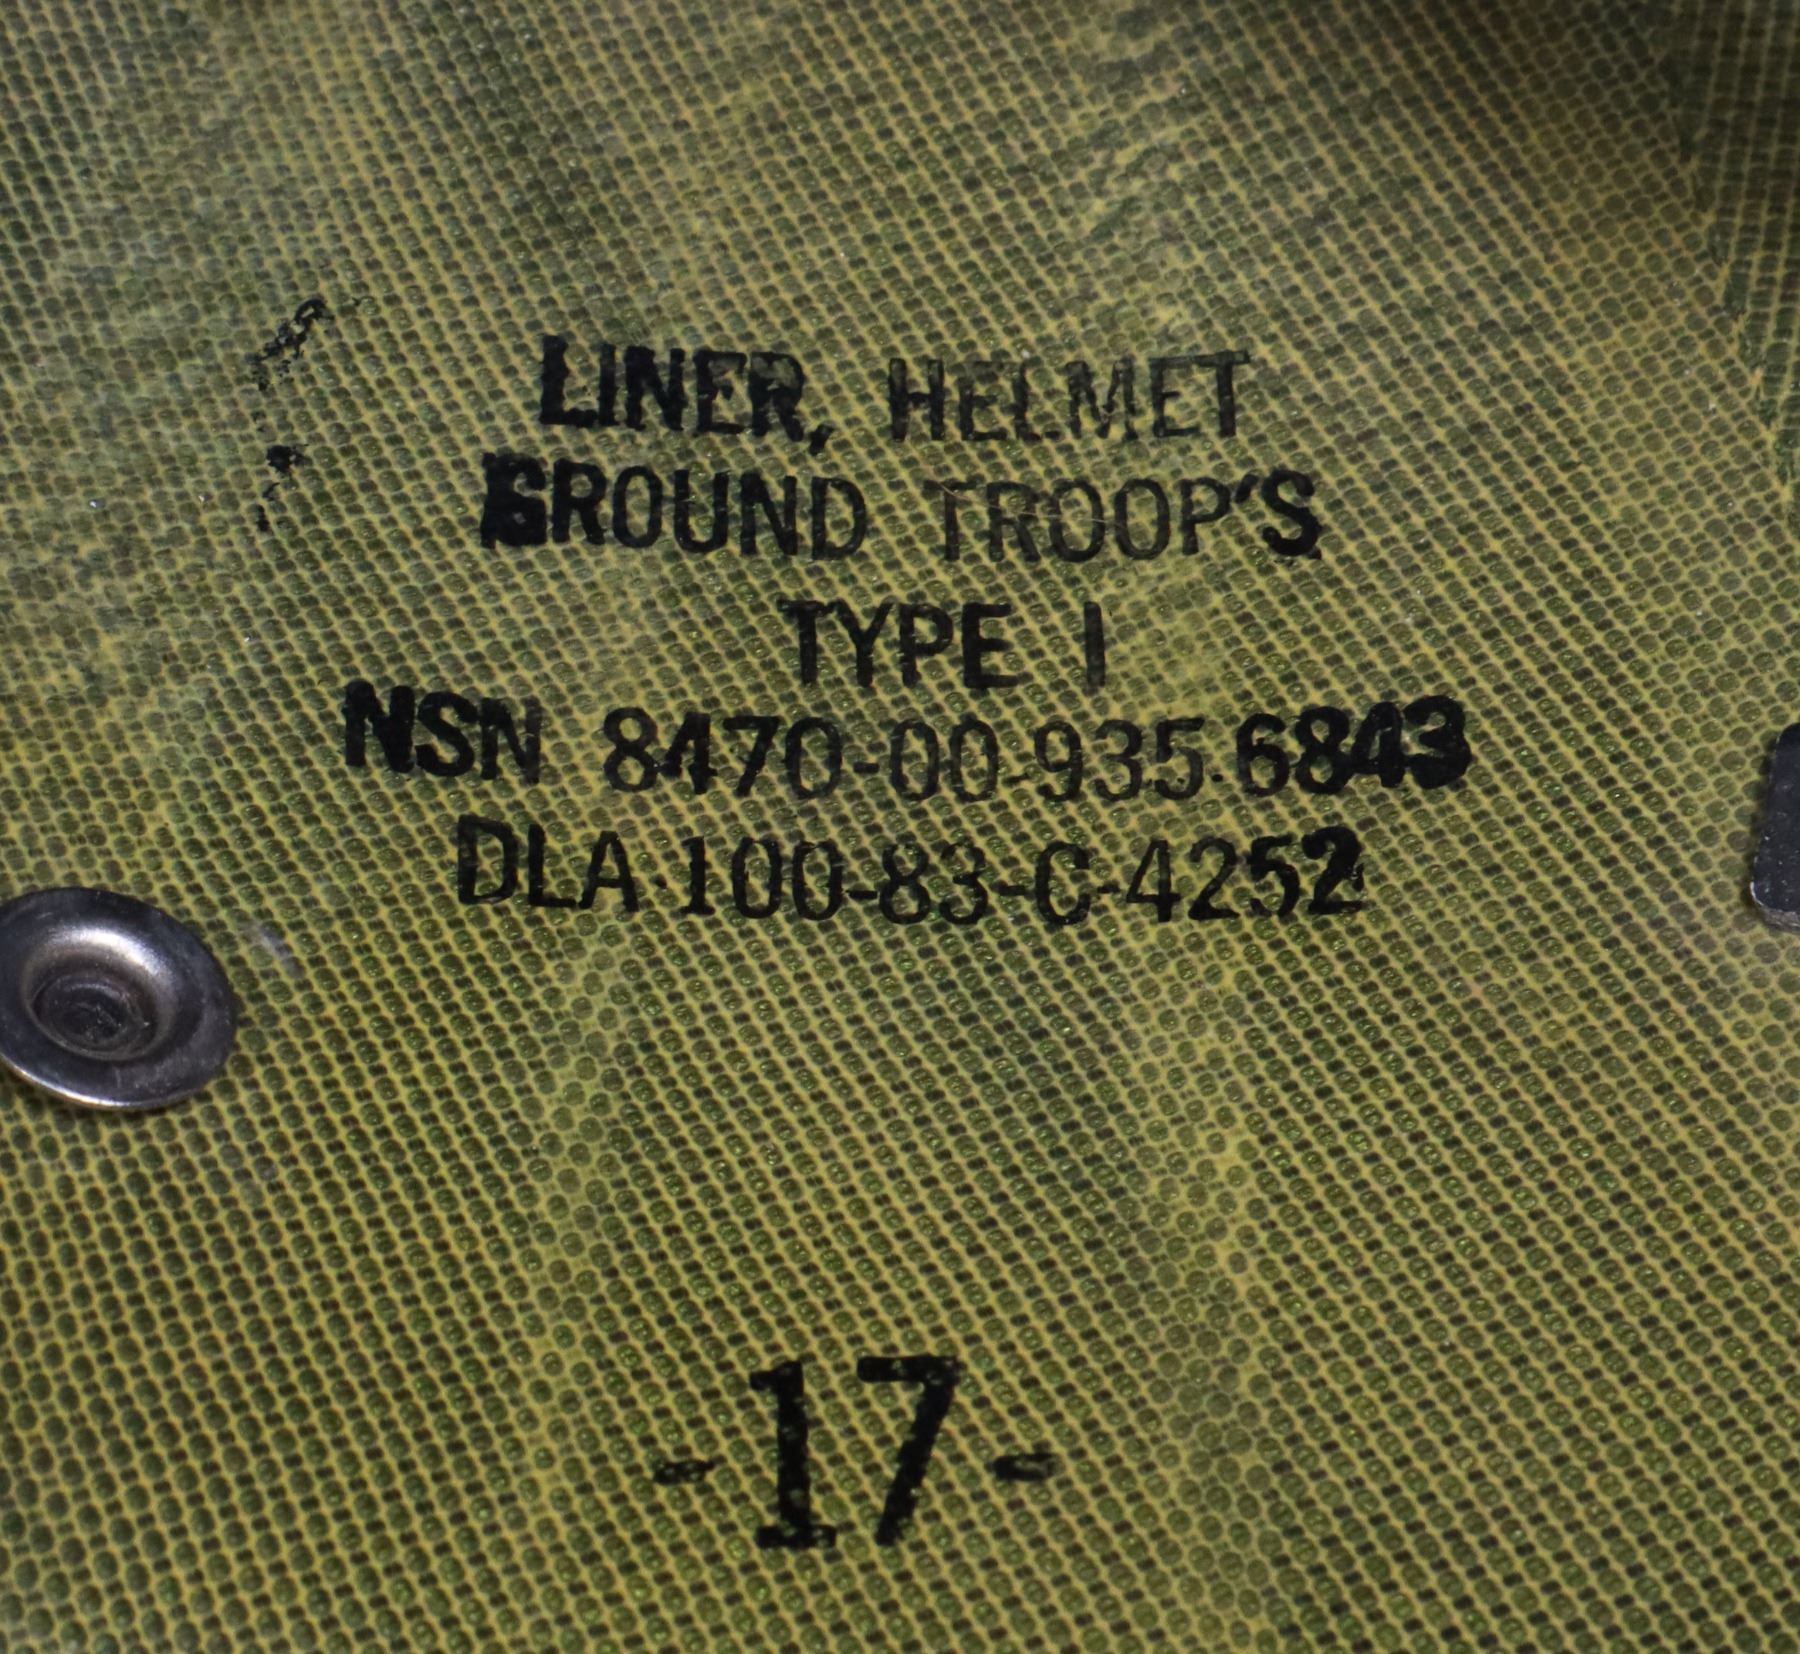 LINER, HELMET
GROUND TROOP'S
TYPE I
NSN 8470-00-935-6843
DLA-100-83-C-4252
-17-